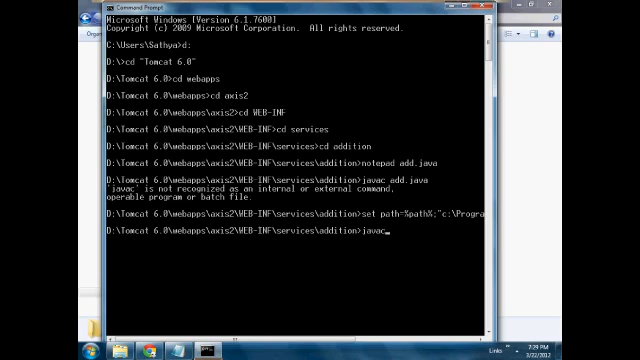 Command Prompt
Microsoft Windows [Version 6.1.7600]
Copyright (c) 2009 Microsoft Corporation. All rights reserved.
C:\Users\Sathya>d:
D:\>cd "Tomcat 6.0"
D:\Tomcat 6.0>cd webapps
D:\Tomcat 6.0\webapps>cd axis2
D:\Tomcat 6.0\webapps\axis2>cd WEB-INF
D:\Tomcat 6.0\webapps\axis2\WEB-INF>cd services
D:\Tomcat 6.0\webapps\axis2\WEB-INF\services>cd addition
D:\Tomcat 6.0\webapps\axis2\WEB-INF\services\addition>notepad add.java
D:\Tomcat 6.0\webapps\axis2\WEB-INF\services\addition>javac add.java
'javac' is not recognized as an internal or external command,
operable program or batch file.
D:\Tomcat 6.0\webapps\axis2\WEB-INF\services\addition>set path=%path%;"c:\Progra
D:\Tomcat 6.0\webapps\axis2\WEB-INF\services\addition>javac_
Links
7:29 PM
3/22/2012